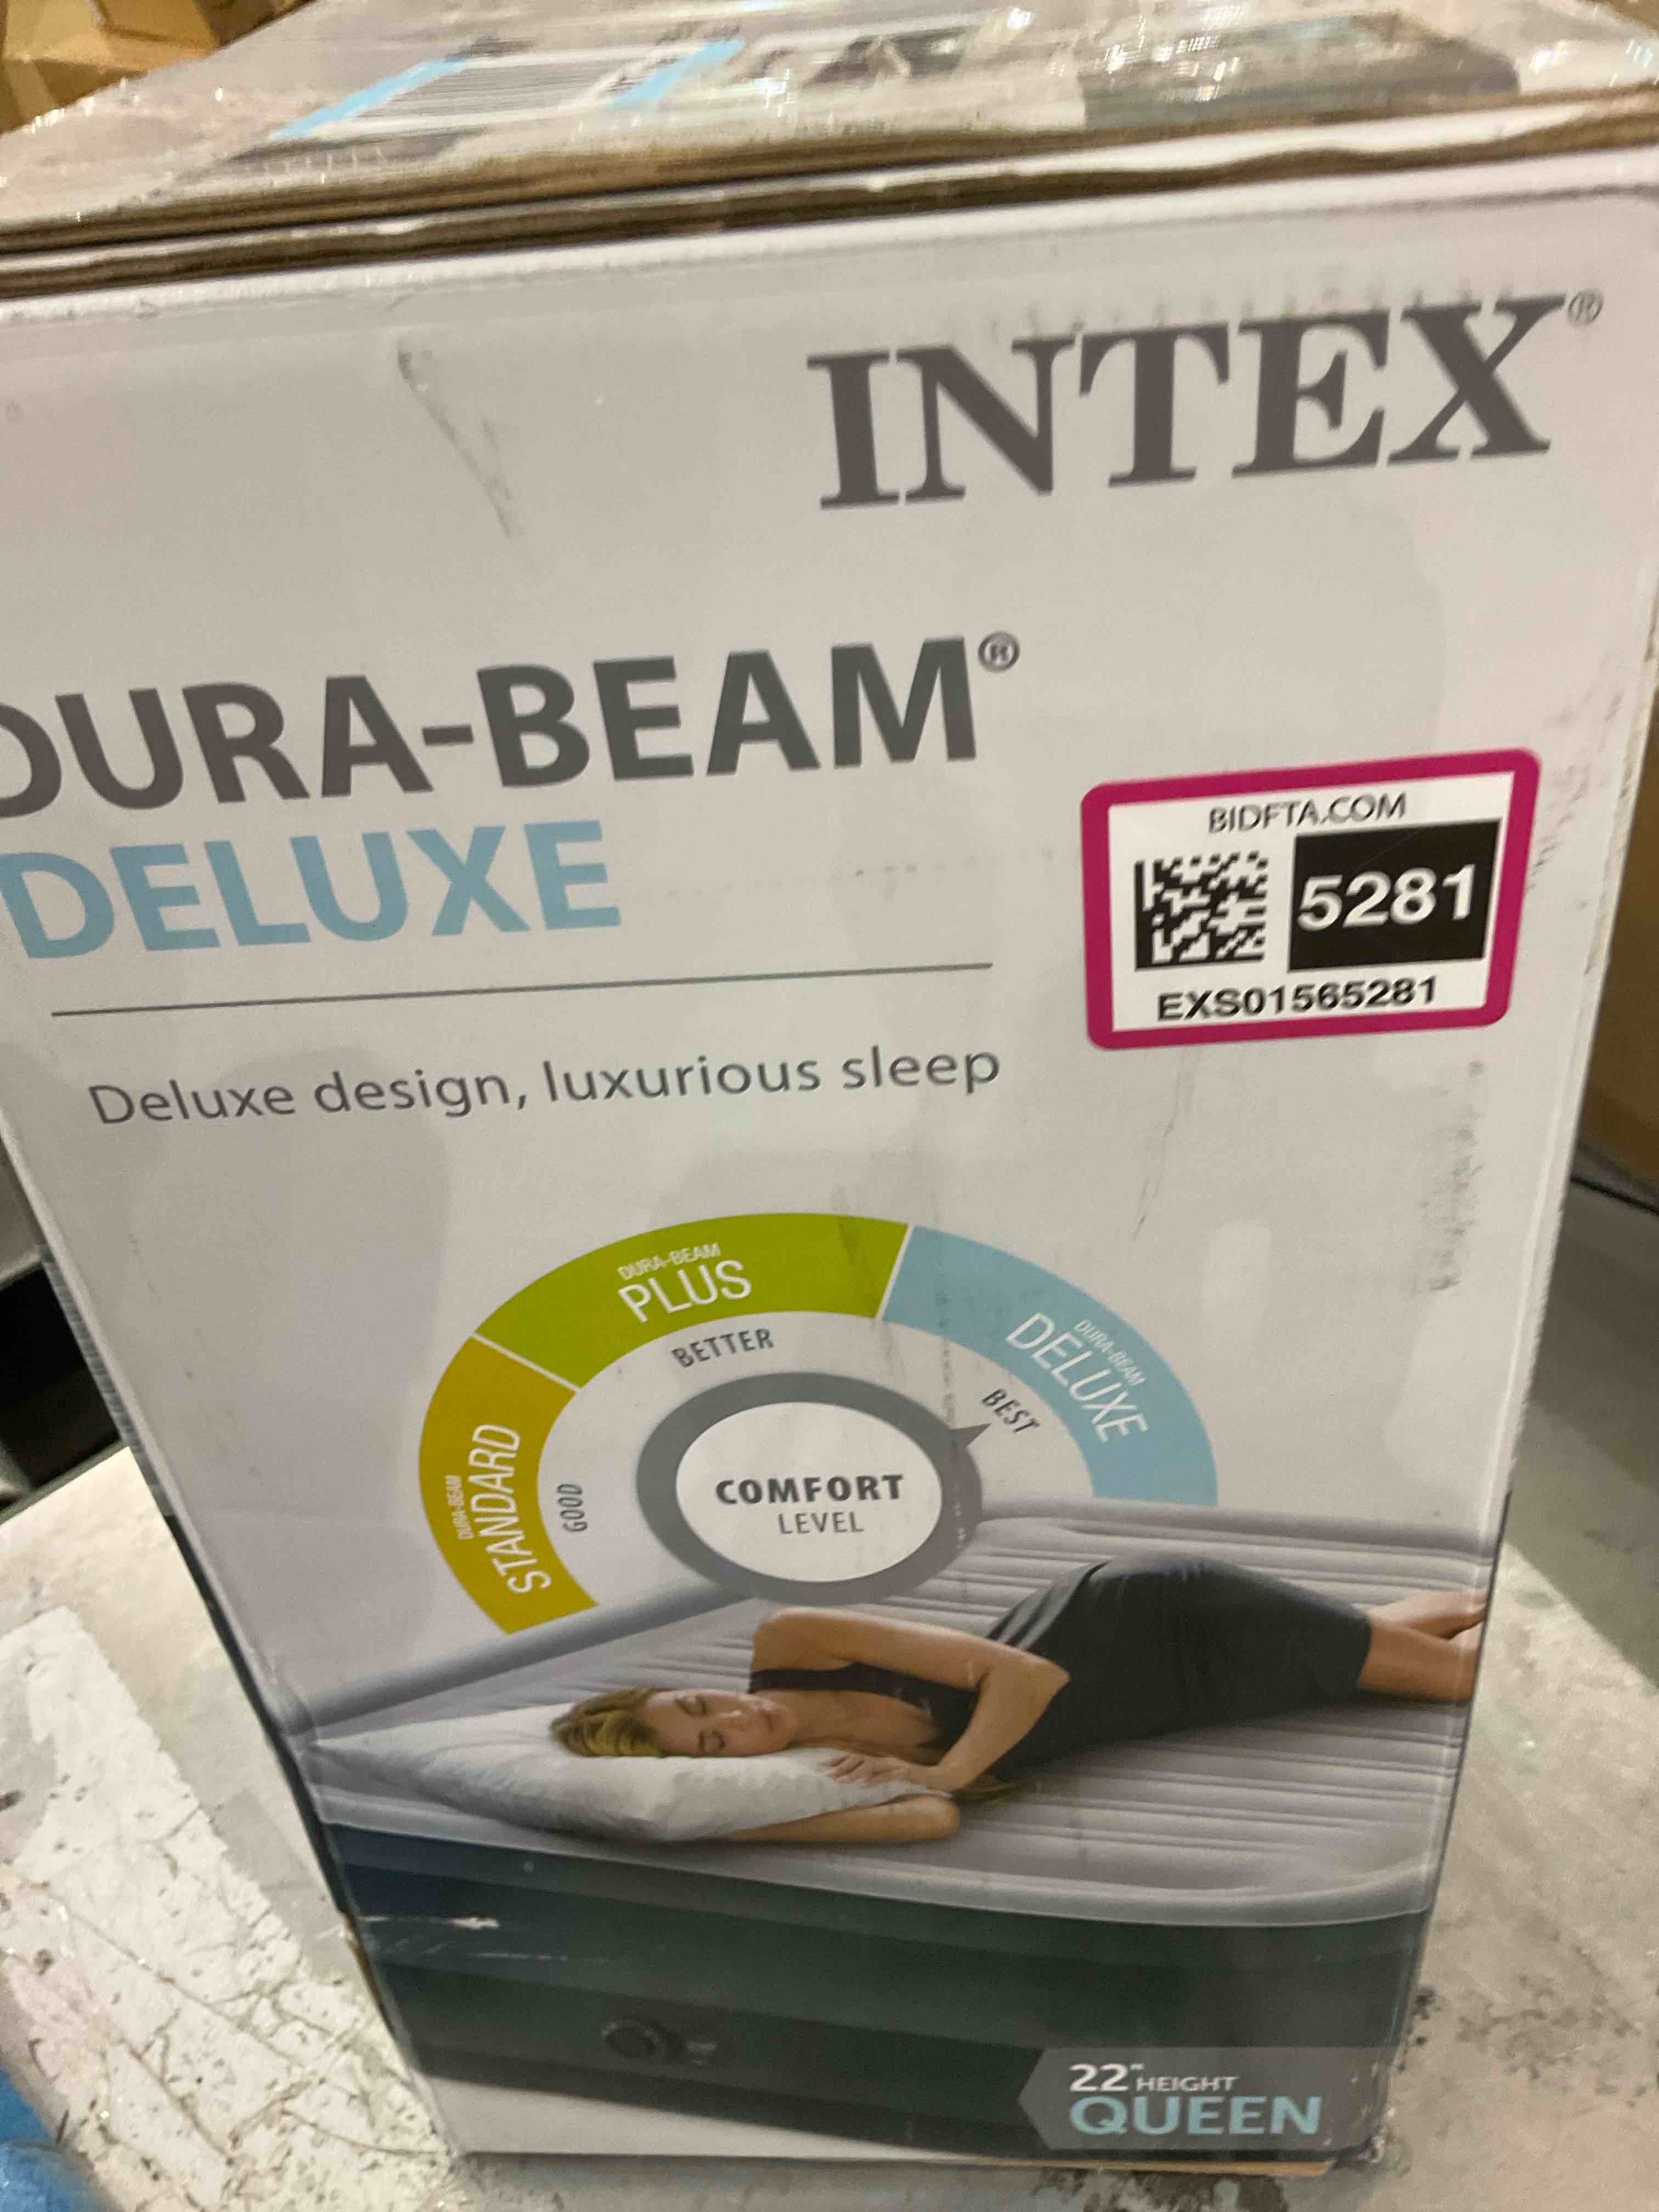 INTEX®
DURA-BEAM®
DELUXE
BIDFTA.COM
5281
EXS01565281
Deluxe design, luxurious sleep
DURA-BEAM
STANDARD
GOOD
DURA-BEAM
PLUS
BETTER
DURA-BEAM
DELUXE
BEST
COMFORT
LEVEL
22" HEIGHT
QUEEN